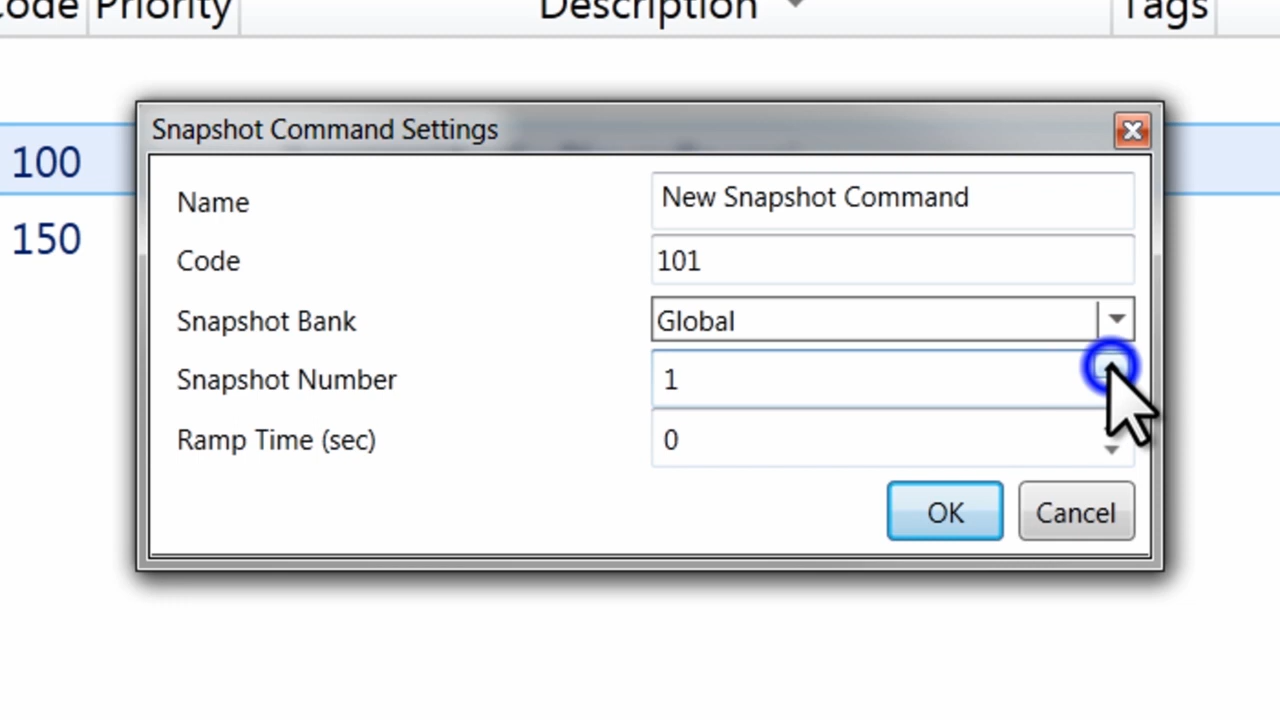 Code Priority Description Tags
100
150
Snapshot Command Settings
Name New Snapshot Command
Code 101
Snapshot Bank Global
Snapshot Number 1
Ramp Time (sec) 0
OK Cancel